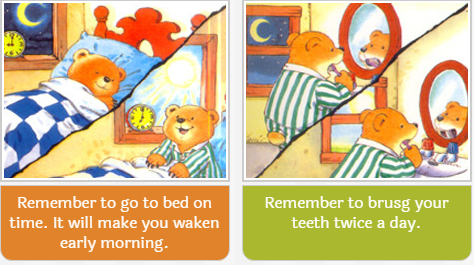 Remember to go to bed on
time. It will make you waken
early morning.
Remember to brusg your
teeth twice a day.